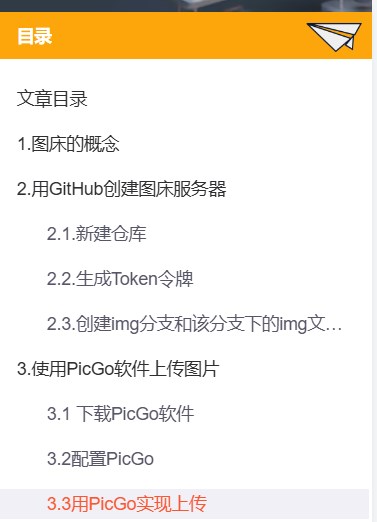 目录
文章目录
1.图床的概念
2.用GitHub创建图床服务器
2.1.新建仓库
2.2.生成Token令牌
2.3.创建img分支和该分支下的img文...
3.使用PicGo软件上传图片
3.1 下载PicGo软件
3.2配置PicGo
3.3用PicGo实现上传